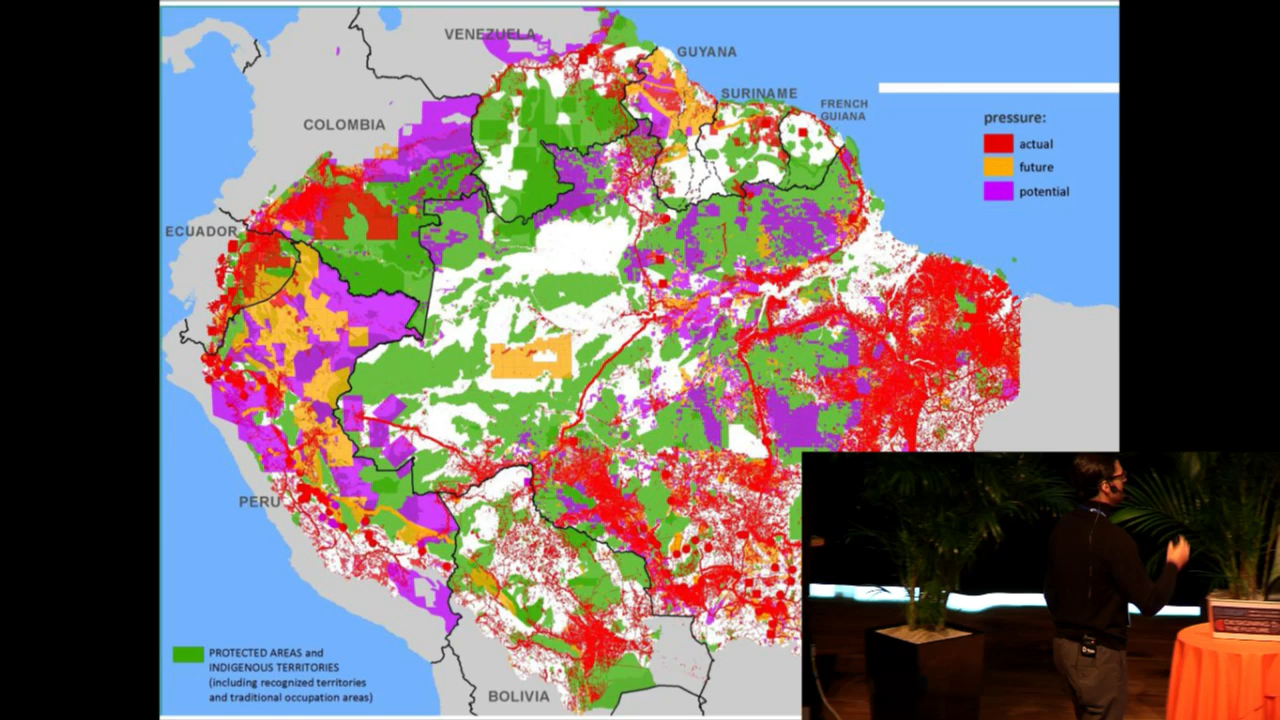 VENEZUELA
GUYANA
SURINAME
FRENCH
GUIANA
COLOMBIA
pressure:
actual
future
potential
ECUADOR
PERU
PROTECTED AREAS and
INDIGENOUS TERRITORIES
(including recognized territories
and traditional occupation areas)
BOLIVIA